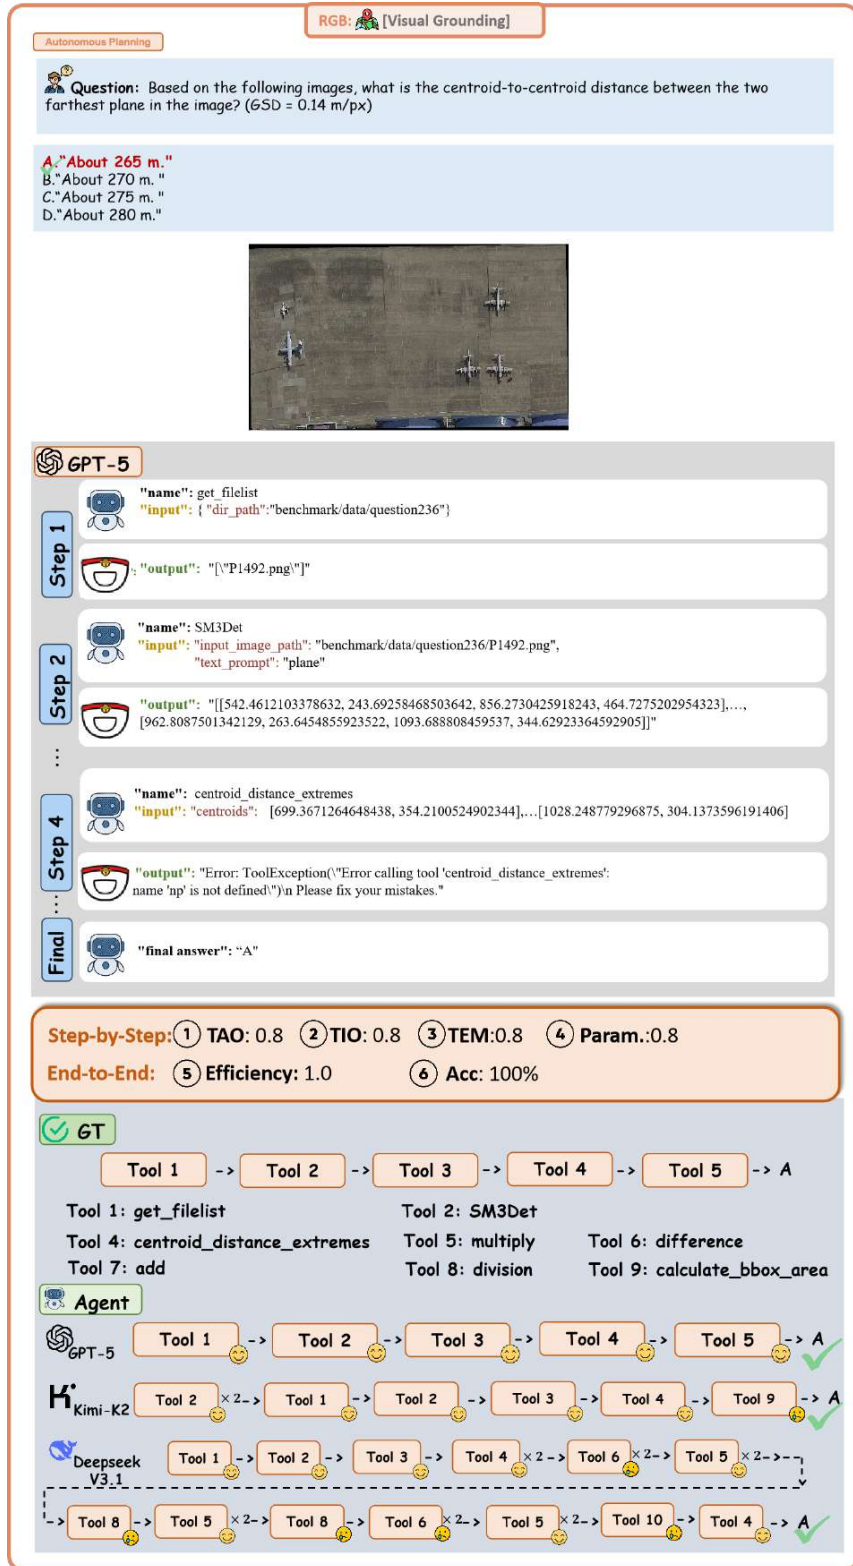 RGB: [Visual Grounding]
Autonomous Planning
Question: Based on the following images, what is the centroid-to-centroid distance between the two
farthest plane in the image? (GSD = 0.14 m/px)
A."About 265 m."
B."About 270 m. "
C."About 275 m. "
D."About 280 m."
GPT-5
Step 1
"name": get_filelist
"input": { "dir_path":"benchmark/data/question236"}
"output": "[\"P1492.png\"]"
Step 2
"name": SM3Det
"input": "input_image_path": "benchmark/data/question236/P1492.png",
"text_prompt": "plane"
"output": "[[542.4612103378632, 243.69258468503642, 856.2730425918243, 464.7275202954323],…,
[962.8087501342129, 263.6454855923522, 1093.688808459537, 344.62923364592905]]"
...
Step 4
"name": centroid_distance_extremes
"input": "centroids": [699.3671264648438, 354.2100524902344],…[1028.248779296875, 304.1373596191406]
"output": "Error: ToolException(\"Error calling tool 'centroid_distance_extremes':
name 'np' is not defined\")\n Please fix your mistakes."
...
Final
"final answer": “A"
Step-by-Step: 1 TAO: 0.8 2 TIO: 0.8 3 TEM:0.8 4 Param.:0.8
End-to-End: 5 Efficiency: 1.0 6 Acc: 100%
GT
Tool 1 -> Tool 2 -> Tool 3 -> Tool 4 -> Tool 5 -> A
Tool 1: get_filelist Tool 2: SM3Det
Tool 4: centroid_distance_extremes Tool 5: multiply Tool 6: difference
Tool 7: add Tool 8: division Tool 9: calculate_bbox_area
Agent
GPT-5 Tool 1 -> Tool 2 -> Tool 3 -> Tool 4 -> Tool 5 -> A
Kimi-K2 Tool 2 × 2-> Tool 1 -> Tool 2 -> Tool 3 -> Tool 4 -> Tool 9 -> A
Deepseek V3.1 Tool 1 -> Tool 2 -> Tool 3 -> Tool 4 × 2-> Tool 6 × 2-> Tool 5 × 2->
-> Tool 8 -> Tool 5 × 2-> Tool 8 -> Tool 6 × 2-> Tool 5 × 2-> Tool 10 -> Tool 4 -> A